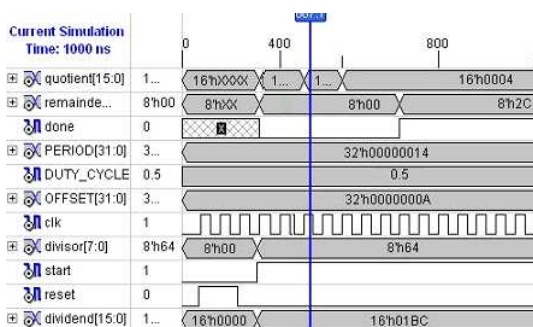 Current Simulation
Time: 1000 ns
0 400 800
quotient[15:0] 1... 16'hXXXX 1... 1... 16'h0004
remainde... 8'h00 8'hXX 8'h00 8'h2C
done 0 X
PERIOD[31:0] 3... 32'h00000014
DUTY_CYCLE 0.5 0.5
OFFSET[31:0] 3... 32'h0000000A
clk 1
divisor[7:0] 8'h64 8'h00 8'h64
start 1
reset 0
dividend[15:0] 1... 16'h0000 16'h01BC